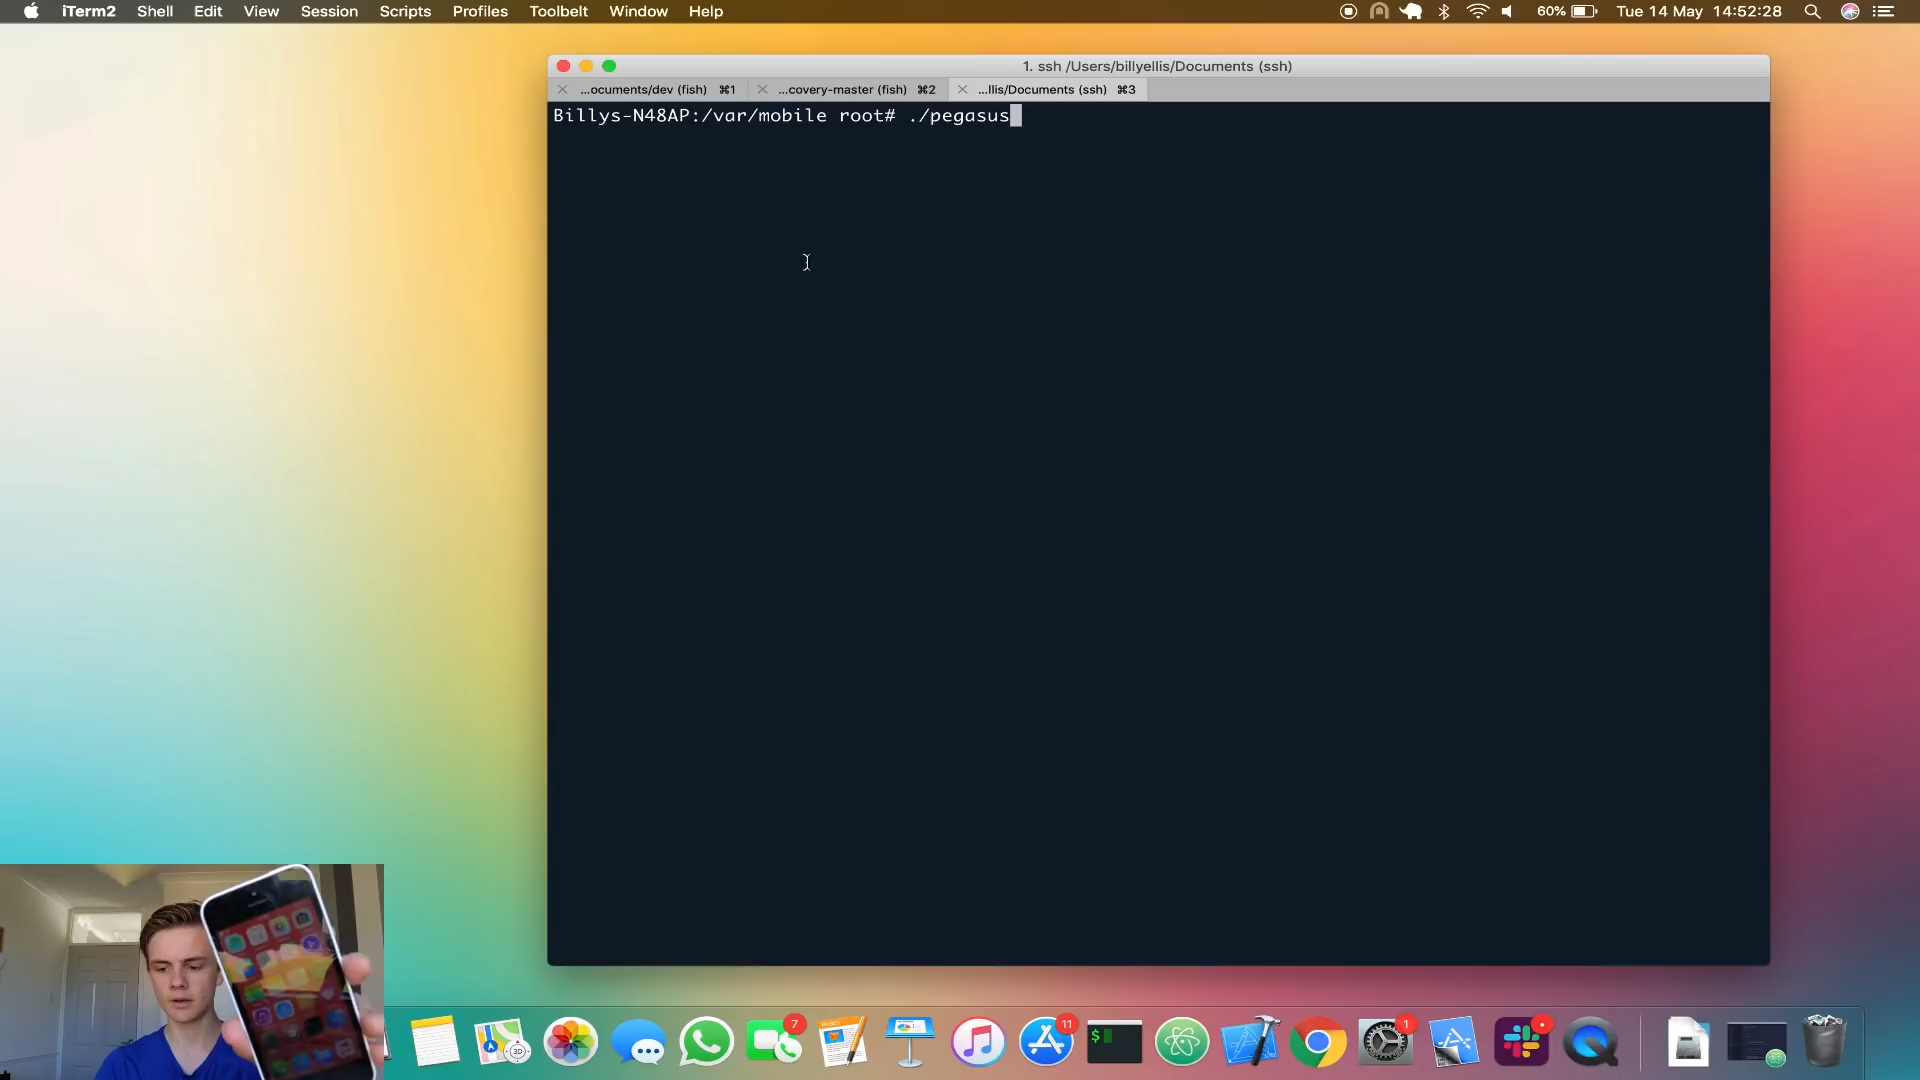 iTerm2 Shell Edit View Session Scripts Profiles Toolbelt Window Help 60% Tue 14 May 14:52:28
1. ssh /Users/billyellis/Documents (ssh)
...ocuments/dev (fish) ⌘1 ...covery-master (fish) ⌘2 ...llis/Documents (ssh) ⌘3
Billys-N48AP:/var/mobile root# ./pegasus
7 11 $ 1
3D